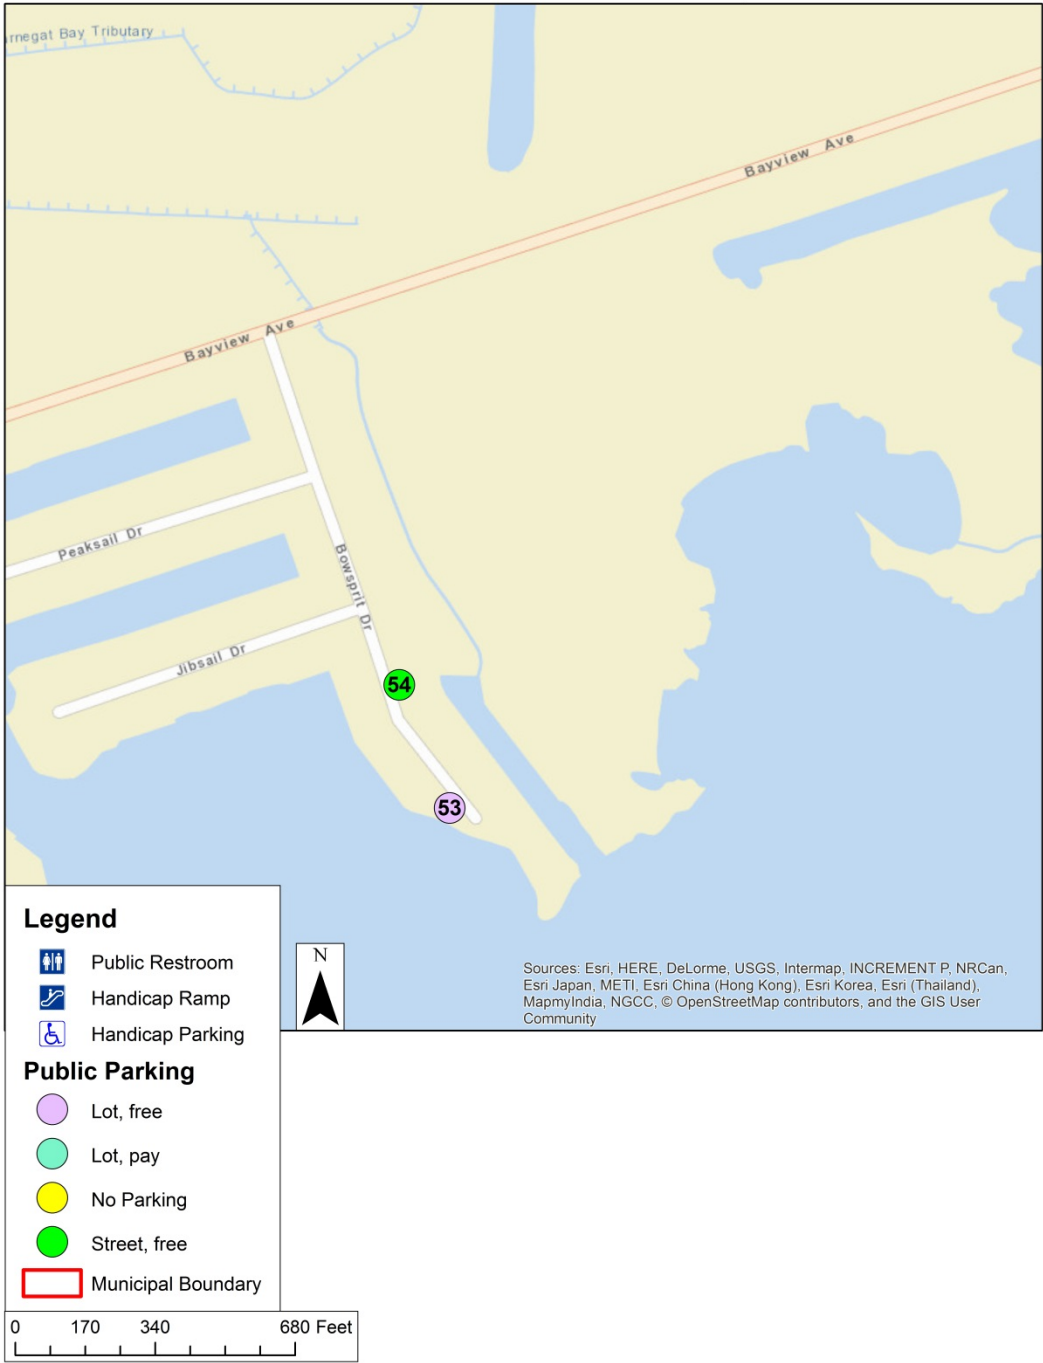 rnegat Bay Tributary
Bayview Ave
Bayview Ave
Peaksail Dr
Bowsprit Dr
Jibsail Dr
54
53
Legend
Public Restroom
Handicap Ramp
Handicap Parking
Public Parking
Lot, free
Lot, pay
No Parking
Street, free
Municipal Boundary
N
Sources: Esri, HERE, DeLorme, USGS, Intermap, INCREMENT P, NRCan,
Esri Japan, METI, Esri China (Hong Kong), Esri Korea, Esri (Thailand),
MapmyIndia, NGCC, © OpenStreetMap contributors, and the GIS User
Community
0 170 340 680 Feet